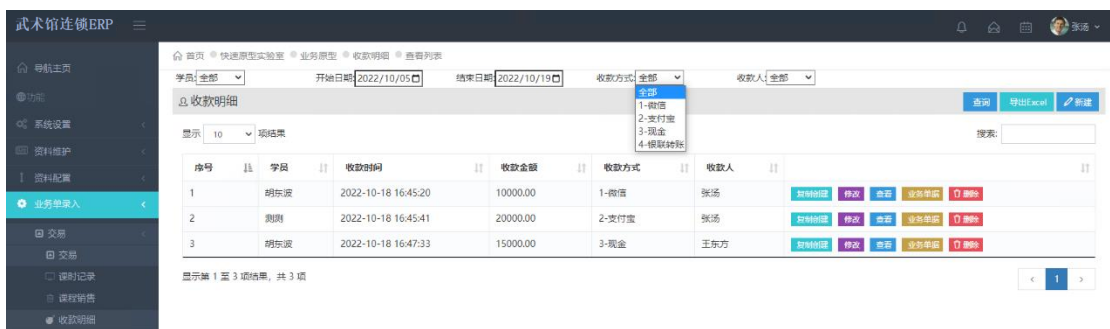 武术馆连锁ERP
张汤
首页 快速原型实验室 业务原型 收款明细 查看列表
导航主页
功能
系统设置
资料维护
资料配置
业务单录入
交易
交易
课时记录
课程销售
收款明细
学员: 全部 开始日期: 2022/10/05 结束日期: 2022/10/19 收款方式: 全部 收款人: 全部
全部
1-微信
2-支付宝
3-现金
4-银联转账
收款明细 查询 导出Excel 新建
显示 10 项结果 搜索:
序号 学员 收款时间 收款金额 收款方式 收款人
1 胡东波 2022-10-18 16:45:20 10000.00 1-微信 张汤 复制创建 修改 查看 业务单据 删除
2 测测 2022-10-18 16:45:41 20000.00 2-支付宝 张汤 复制创建 修改 查看 业务单据 删除
3 胡东波 2022-10-18 16:47:33 15000.00 3-现金 王东方 复制创建 修改 查看 业务单据 删除
显示第 1 至 3 项结果，共 3 项 1